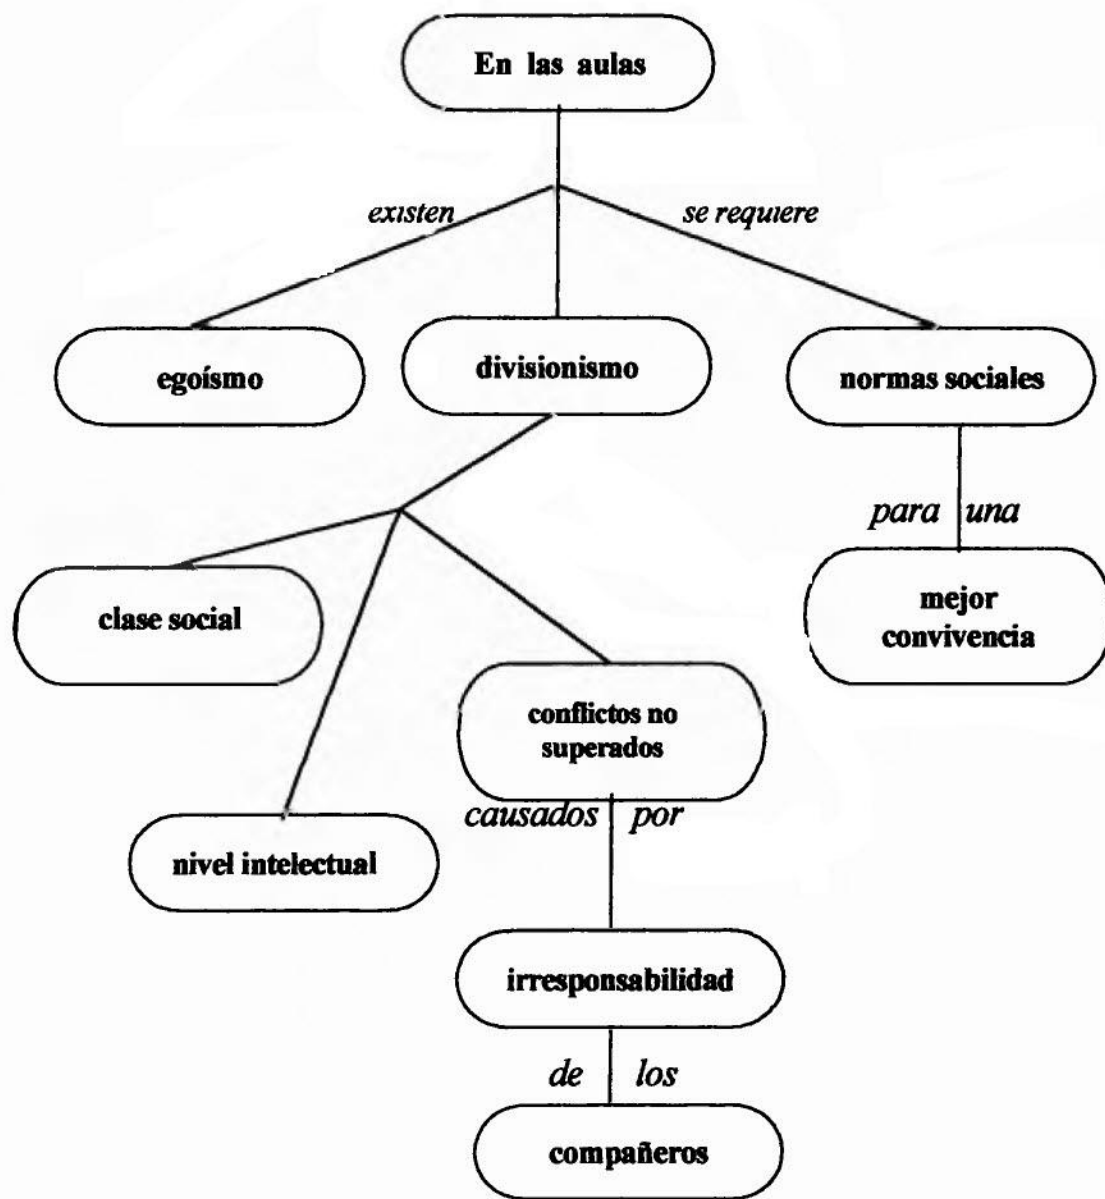 En las aulas
existen
se requiere
egoísmo
divisionismo
normas sociales
para una
clase social
mejor
convivencia
conflictos no
superados
causados por
nivel intelectual
irresponsabilidad
de los
compañeros